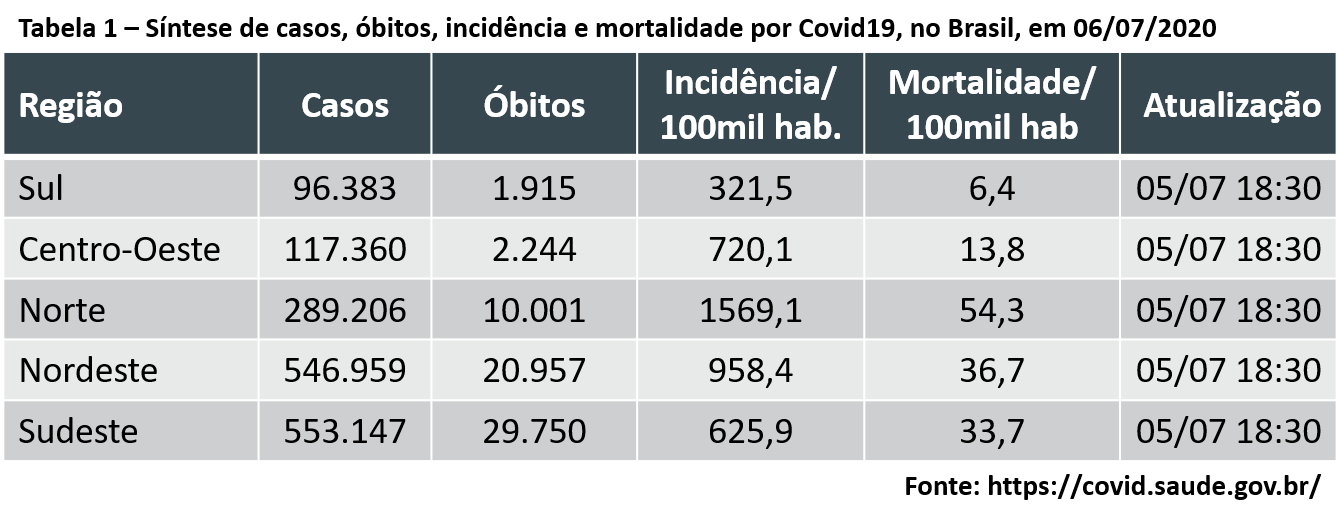 Tabela 1 – Síntese de casos, óbitos, incidência e mortalidade por Covid19, no Brasil, em 06/07/2020
Região Casos Óbitos Incidência/ 100mil hab. Mortalidade/ 100mil hab Atualização
Sul 96.383 1.915 321,5 6,4 05/07 18:30
Centro-Oeste 117.360 2.244 720,1 13,8 05/07 18:30
Norte 289.206 10.001 1569,1 54,3 05/07 18:30
Nordeste 546.959 20.957 958,4 36,7 05/07 18:30
Sudeste 553.147 29.750 625,9 33,7 05/07 18:30
Fonte: https://covid.saude.gov.br/